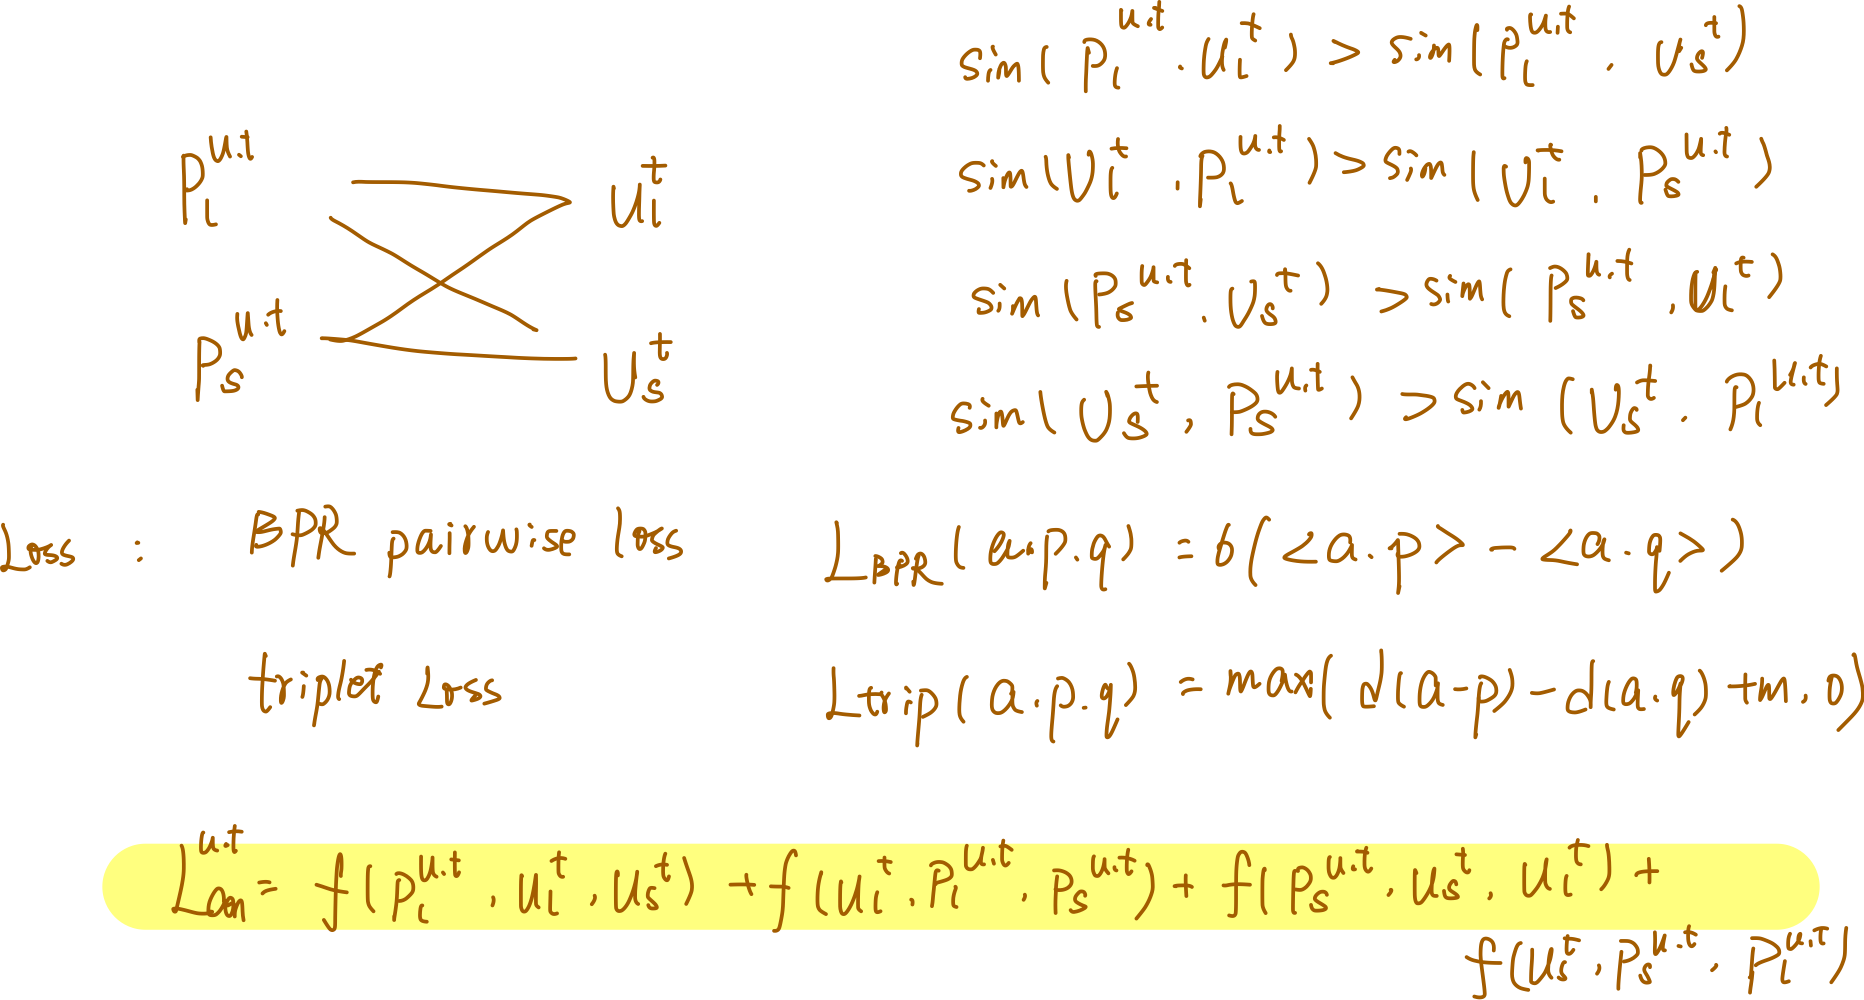 sim( P_l^{u.t} . U_l^t ) > sim( P_l^{u.t} . U_s^t )
P_l^{u.t} U_l^t
sim( U_l^t . P_l^{u.t} ) > sim( U_l^t . P_s^{u.t} )
sim( P_s^{u.t} . U_s^t ) > sim( P_s^{u.t} , U_l^t )
P_s^{u.t} U_s^t
sim( U_s^t , P_s^{u.t} ) > sim ( U_s^t . P_l^{u.t} )
Loss : BPR pairwise loss L_{BPR} ( a.p.q ) = σ( <a.p> - <a.q> )
triplet Loss Ltrip ( a.p.q ) = max( d(a-p) - d(a.q) + m, 0 )
L_{con}^{u.t} = f( P_l^{u.t} , U_l^t , U_s^t ) + f( U_l^t . P_l^{u.t} . P_s^{u.t} ) + f( P_s^{u.t} , U_s^t , U_l^t ) +
f( U_s^t , P_s^{u.t} . P_l^{u.t} )